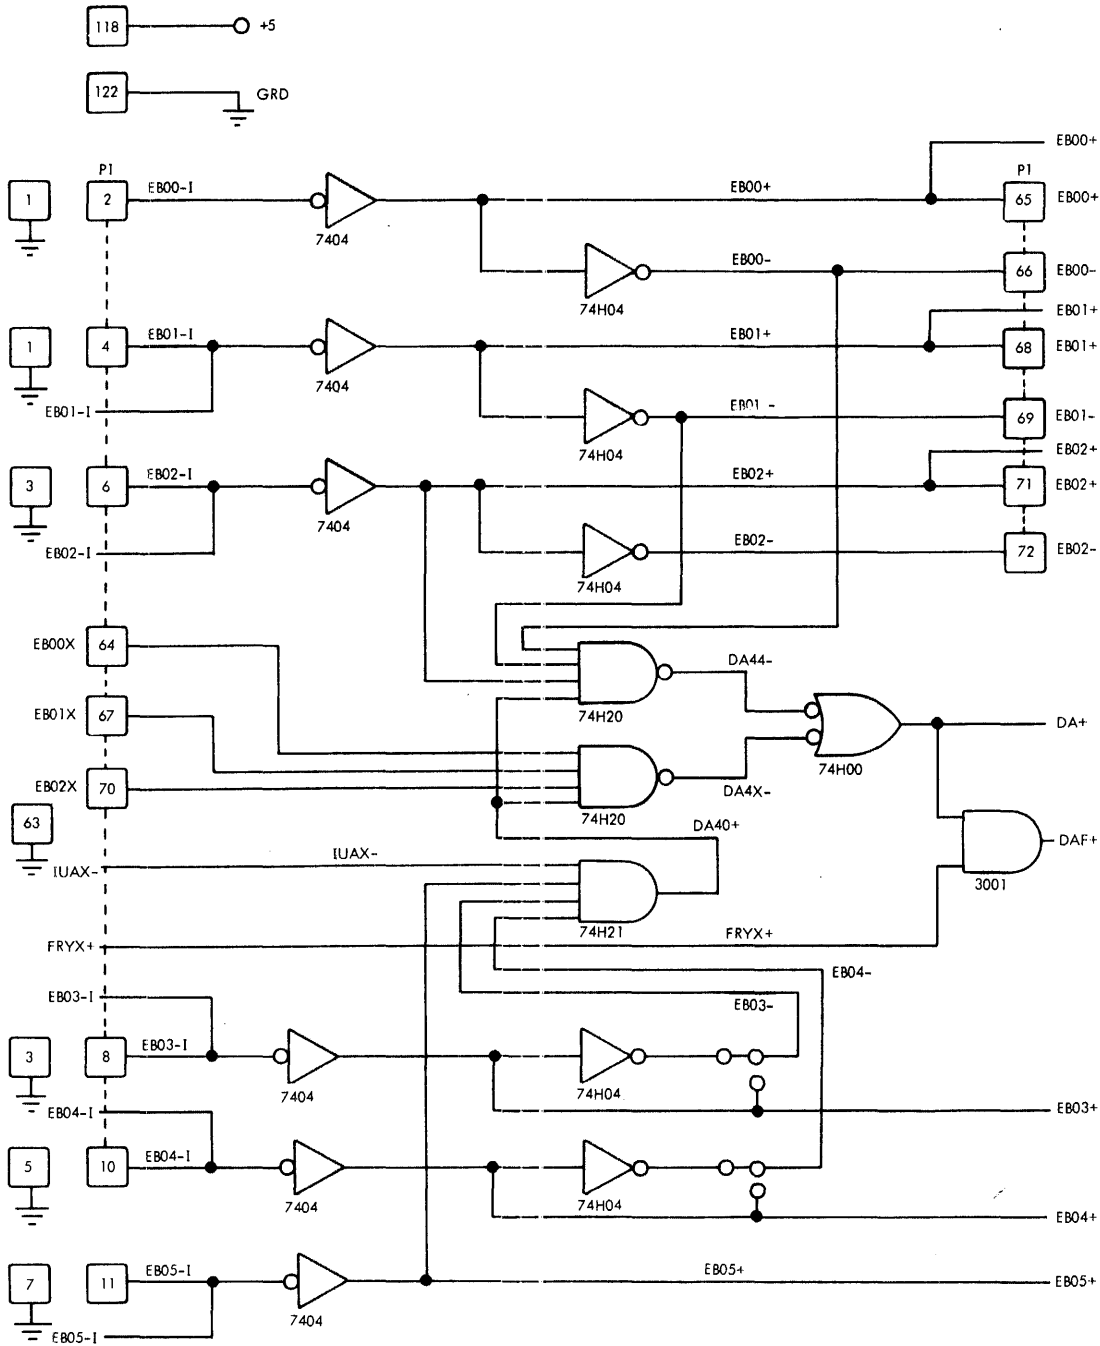 118 +5
122 GRD
EB00+
P1 P1
1 2 EB00-I EB00+ 65 EB00+
7404
EB00- 66 EB00-
74H04
EB01+
1 4 EB01-I EB01+ 68 EB01+
7404
EB01-I EB01 - 69 EB01-
74H04
EB02+
3 6 EB02-I EB02+ 71 EB02+
7404
EB02-I EB02- 72 EB02-
74H04
EB00X 64
DA44-
EB01X 67 74H20 DA+
EB02X 70 74H00
DA4X-
63 74H20 DA40+
IUAX- IUAX- DAF+
3001
74H21
FRYX+ FRYX+
EB04-
EB03-I EB03-
3 8 EB03-I
7404 74H04
EB04-I EB03+
5 10 EB04-I
7404 74H04
EB04+
7 11 EB05-I EB05+ EB05+
7404
EB05-I